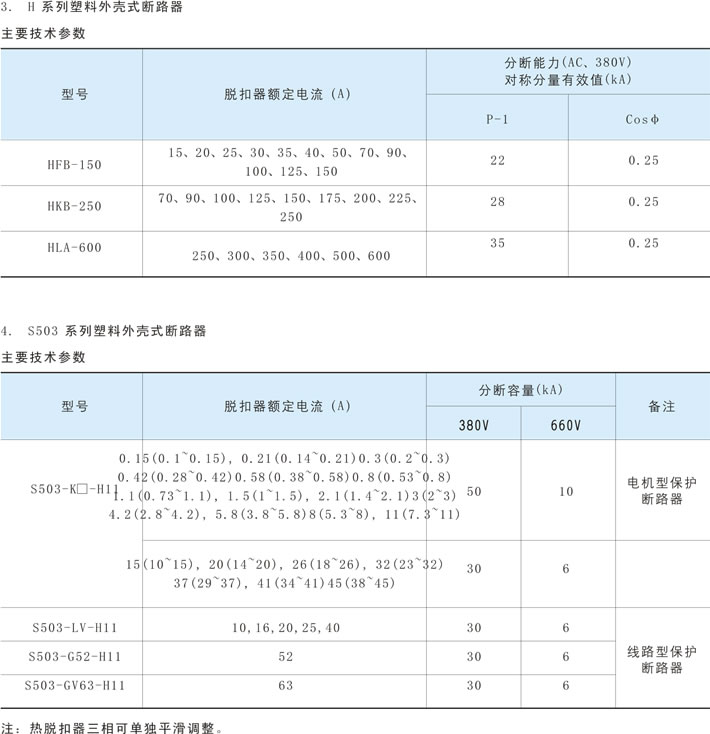 3. H 系列塑料外壳式断路器
主要技术参数
型号
脱扣器额定电流 (A)
分断能力(AC、380V)
对称分量有效值(kA)
P-1
Cosφ
HFB-150
15、20、25、30、35、40、50、70、90、
100、125、150
22
0.25
HKB-250
70、90、100、125、150、175、200、225、
250
28
0.25
HLA-600
250、300、350、400、500、600
35
0.25
4. S503 系列塑料外壳式断路器
主要技术参数
型号
脱扣器额定电流 (A)
分断容量(kA)
380V
660V
备注
S503-K□-H11
0.15(0.1~0.15), 0.21(0.14~0.21)0.3(0.2~0.3)
0.42(0.28~0.42)0.58(0.38~0.58)0.8(0.53~0.8)
1.1(0.73~1.1), 1.5(1~1.5), 2.1(1.4~2.1)3(2~3)
4.2(2.8~4.2), 5.8(3.8~5.8)8(5.3~8), 11(7.3~11)
50
10
电机型保护
断路器
15(10~15), 20(14~20), 26(18~26), 32(23~32)
37(29~37), 41(34~41)45(38~45)
30
6
S503-LV-H11
10,16,20,25,40
30
6
S503-G52-H11
52
30
6
S503-GV63-H11
63
30
6
线路型保护
断路器
注: 热脱扣器三相可单独平滑调整。